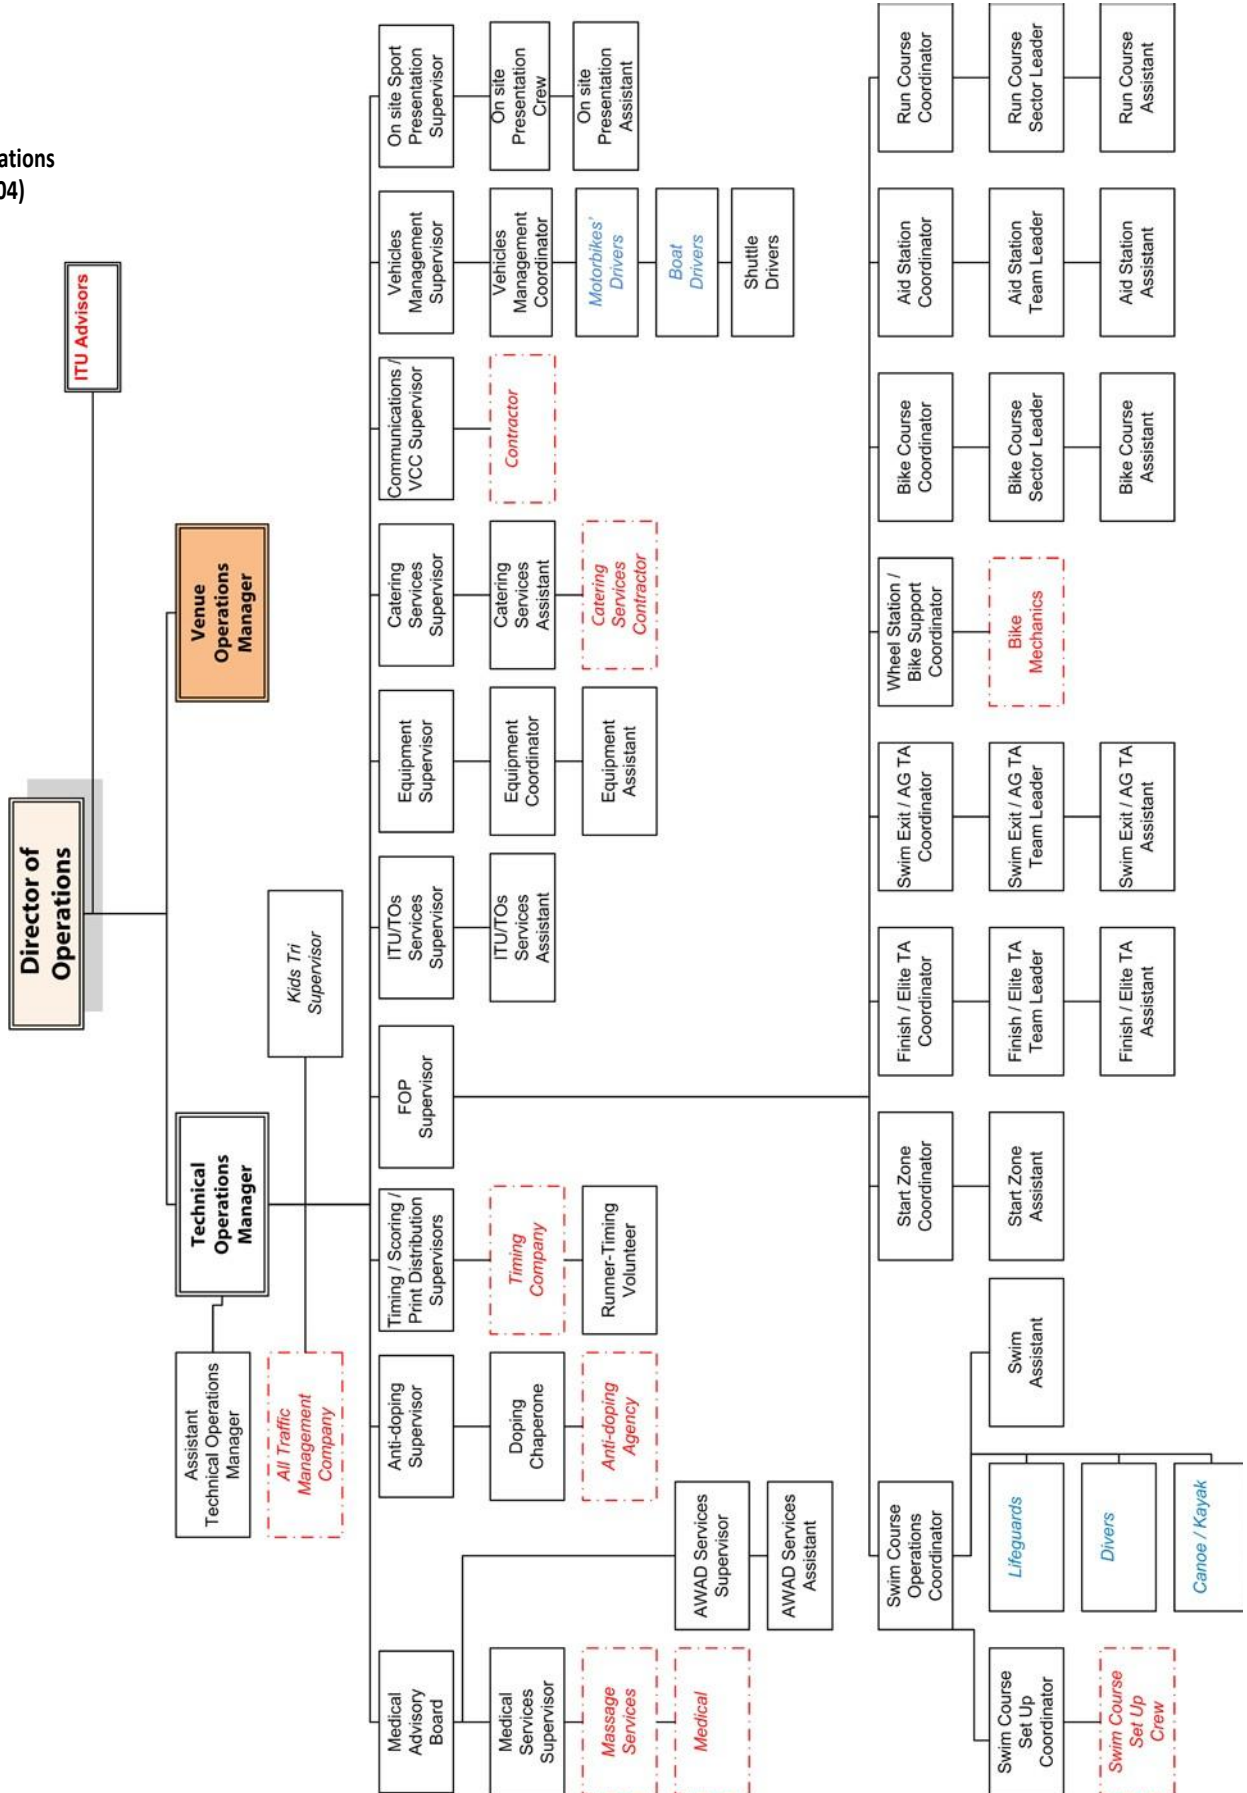 ations
04)
Director of
Operations
ITU Advisors
Technical
Operations
Manager
Venue
Operations
Manager
Assistant
Technical Operations
Manager
All Traffic
Management
Company
Kids Tri
Supervisor
Medical
Advisory
Board
Anti-doping
Supervisor
Timing / Scoring /
Print Distribution
Supervisors
FOP
Supervisor
ITU/TOs
Services
Supervisor
Equipment
Supervisor
Catering
Services
Supervisor
Communications /
VCC Supervisor
Vehicles
Management
Supervisor
On site Sport
Presentation
Supervisor
Medical
Services
Supervisor
Massage
Services
Medical
AWAD Services
Supervisor
AWAD Services
Assistant
Doping
Chaperone
Anti-doping
Agency
Timing
Company
Runner-Timing
Volunteer
ITU/TOs
Services
Assistant
Equipment
Coordinator
Equipment
Assistant
Catering
Services
Assistant
Catering
Services
Contractor
Contractor
Vehicles
Management
Coordinator
Motorbikes'
Drivers
Boat
Drivers
Shuttle
Drivers
On site
Presentation
Crew
On site
Presentation
Assistant
Swim Course
Operations
Coordinator
Start Zone
Coordinator
Finish / Elite TA
Coordinator
Swim Exit / AG TA
Coordinator
Wheel Station /
Bike Support
Coordinator
Bike Course
Coordinator
Aid Station
Coordinator
Run Course
Coordinator
Swim Course
Set Up
Coordinator
Swim Course
Set Up
Crew
Lifeguards
Divers
Canoe / Kayak
Swim
Assistant
Start Zone
Assistant
Finish / Elite TA
Team Leader
Finish / Elite TA
Assistant
Swim Exit / AG TA
Team Leader
Swim Exit / AG TA
Assistant
Bike
Mechanics
Bike Course
Sector Leader
Bike Course
Assistant
Aid Station
Team Leader
Aid Station
Assistant
Run Course
Sector Leader
Run Course
Assistant